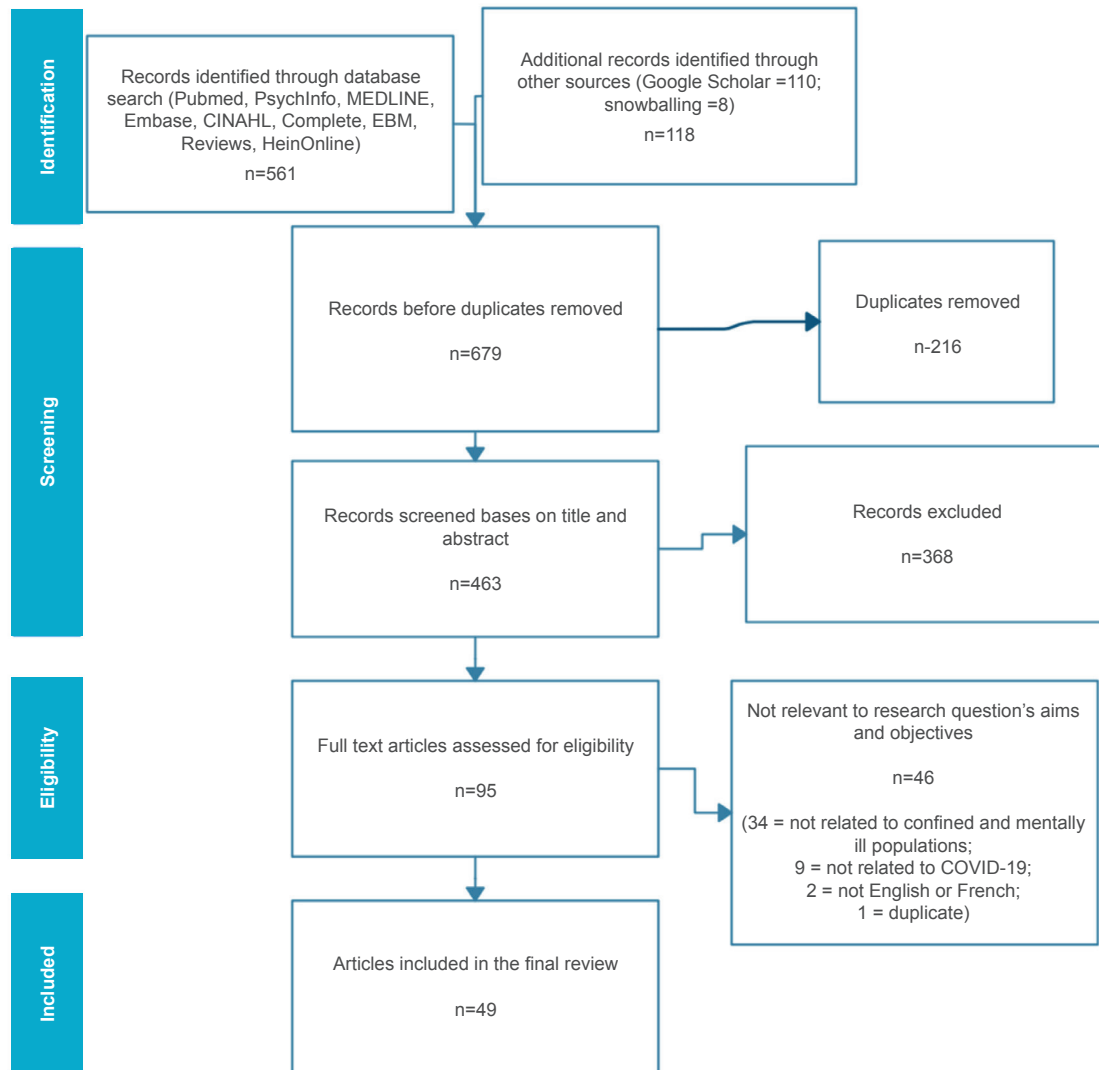 Identification
Records identified through database
search (Pubmed, PsychInfo, MEDLINE,
Embase, CINAHL, Complete, EBM,
Reviews, HeinOnline)
n=561
Additional records identified through
other sources (Google Scholar =110;
snowballing =8)
n=118
Screening
Records before duplicates removed
n=679
Duplicates removed
n-216
Records screened bases on title and
abstract
n=463
Records excluded
n=368
Eligibility
Full text articles assessed for eligibility
n=95
Not relevant to research question’s aims
and objectives
n=46
(34 = not related to confined and mentally
ill populations;
9 = not related to COVID-19;
2 = not English or French;
1 = duplicate)
Included
Articles included in the final review
n=49